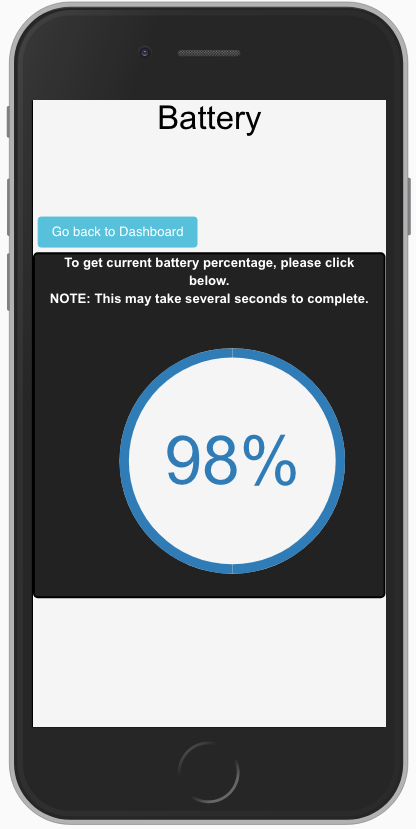 Battery
Go back to Dashboard
To get current battery percentage, please click
below.
NOTE: This may take several seconds to complete.
98%